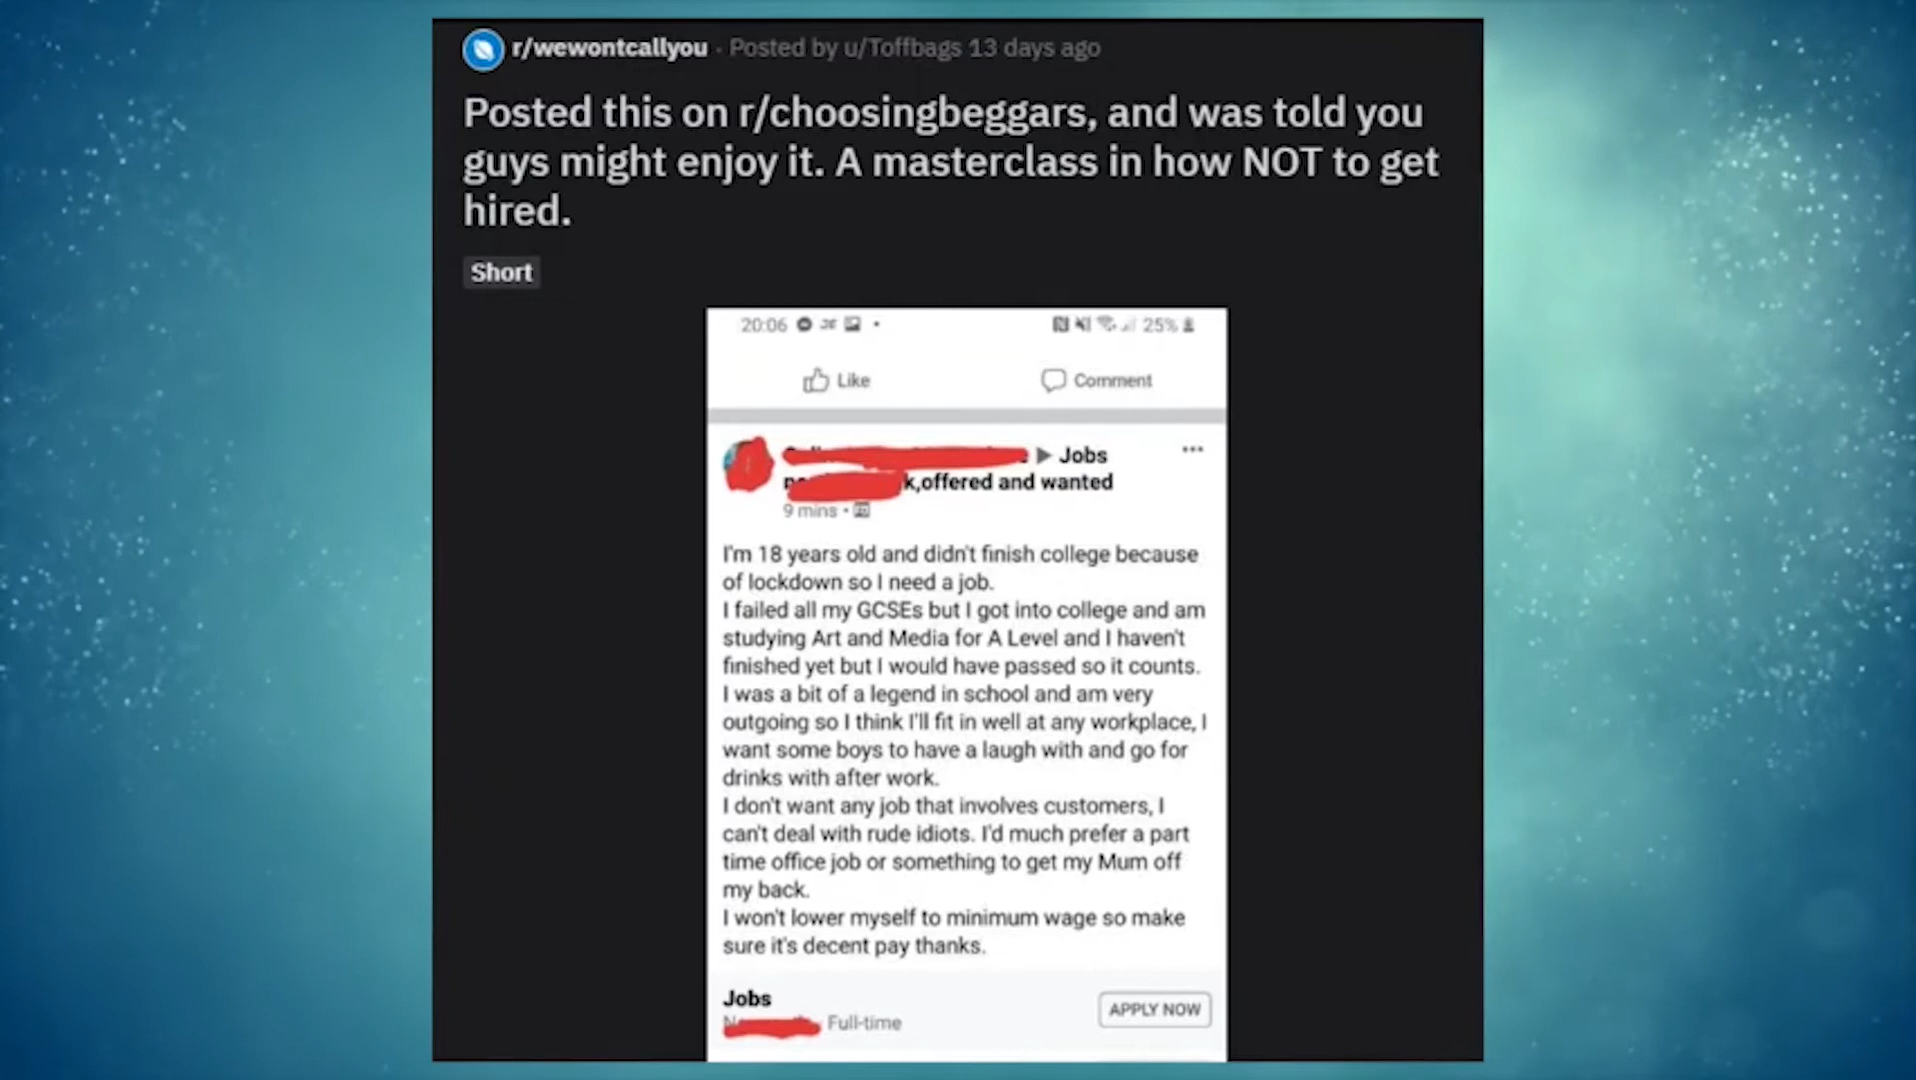 r/wewontcallyou · Posted by u/Toffbags 13 days ago
Posted this on r/choosingbeggars, and was told you
guys might enjoy it. A masterclass in how NOT to get
hired.
Short
20:06
25%
Like
Comment
Jobs
k,offered and wanted
9 mins ·
I'm 18 years old and didn't finish college because
of lockdown so I need a job.
I failed all my GCSEs but I got into college and am
studying Art and Media for A Level and I haven't
finished yet but I would have passed so it counts.
I was a bit of a legend in school and am very
outgoing so I think I'll fit in well at any workplace, I
want some boys to have a laugh with and go for
drinks with after work.
I don't want any job that involves customers, I
can't deal with rude idiots. I'd much prefer a part
time office job or something to get my Mum off
my back.
I won't lower myself to minimum wage so make
sure it's decent pay thanks.
Jobs
Full-time
APPLY NOW